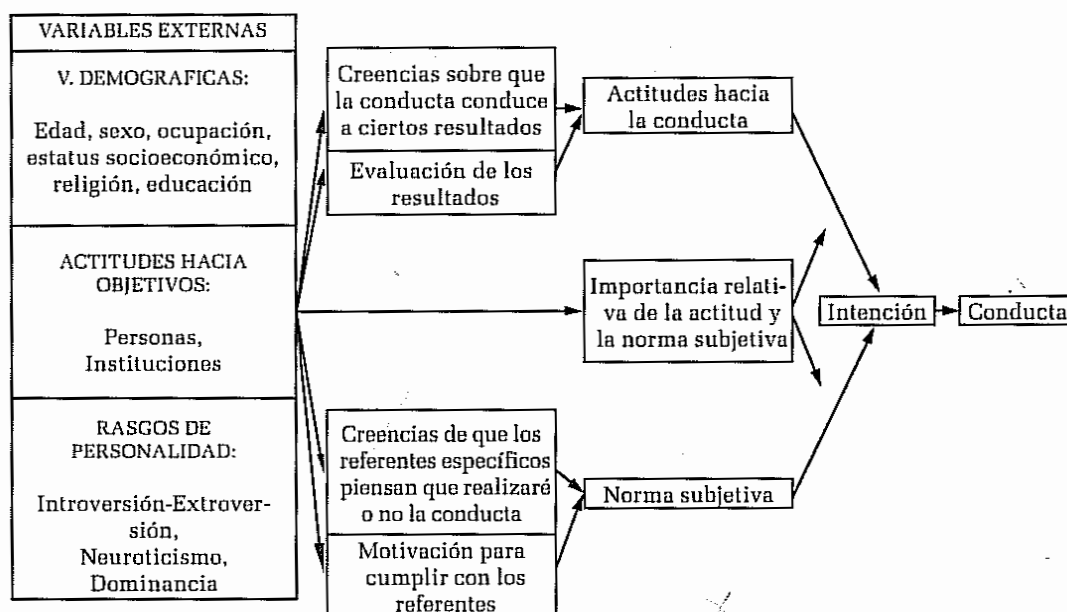 VARIABLES EXTERNAS
V. DEMOGRAFICAS:
Edad, sexo, ocupación,
estatus socioeconómico,
religión, educación
ACTITUDES HACIA
OBJETIVOS:
Personas,
Instituciones
RASGOS DE
PERSONALIDAD:
Introversión-Extrover-
sión,
Neuroticismo,
Dominancia
Creencias sobre que
la conducta conduce
a ciertos resultados
Evaluación de los
resultados
Creencias de que los
referentes específicos
piensan que realizaré
o no la conducta
Motivación para
cumplir con los
referentes
Actitudes hacia
la conducta
Importancia relati-
va de la actitud y
la norma subjetiva
Norma subjetiva
Intención
Conducta